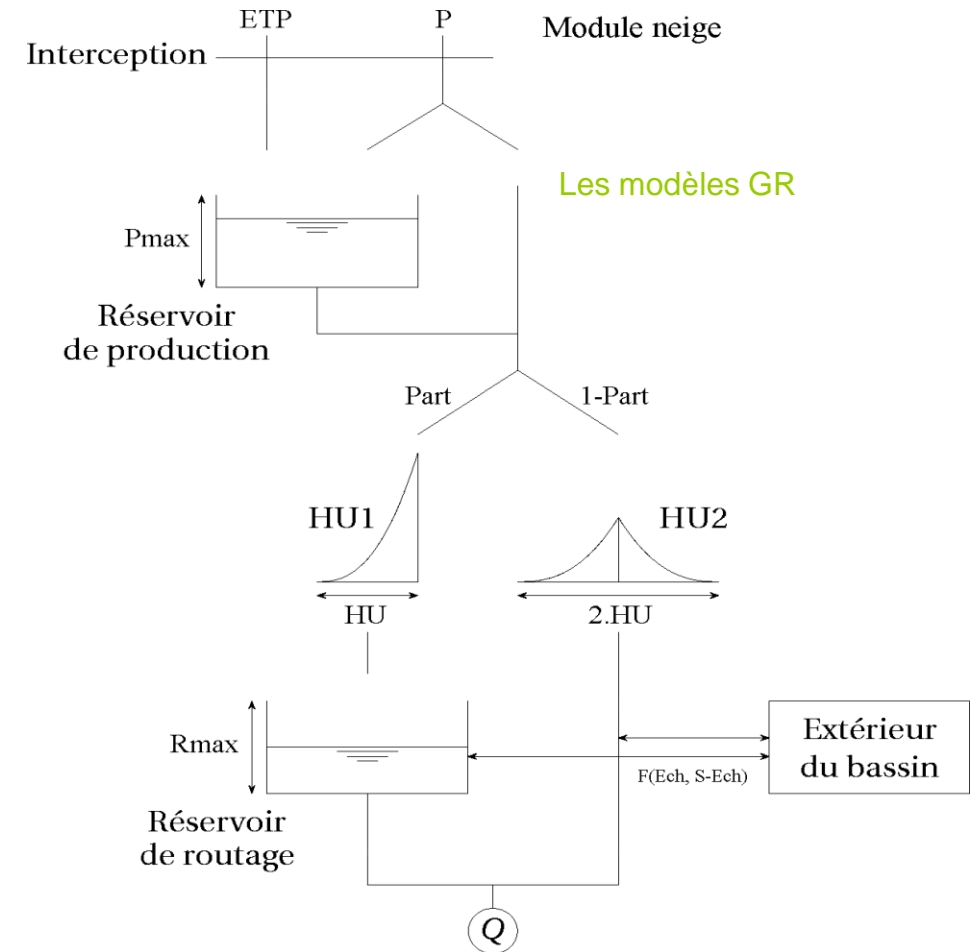 ETP
P
Module neige
Interception
Les modèles GR
Pmax
Réservoir
de production
Part
1-Part
HU1
HU2
HU
2.HU
Rmax
Extérieur
du bassin
F(Ech, S-Ech)
Réservoir
de routage
Q